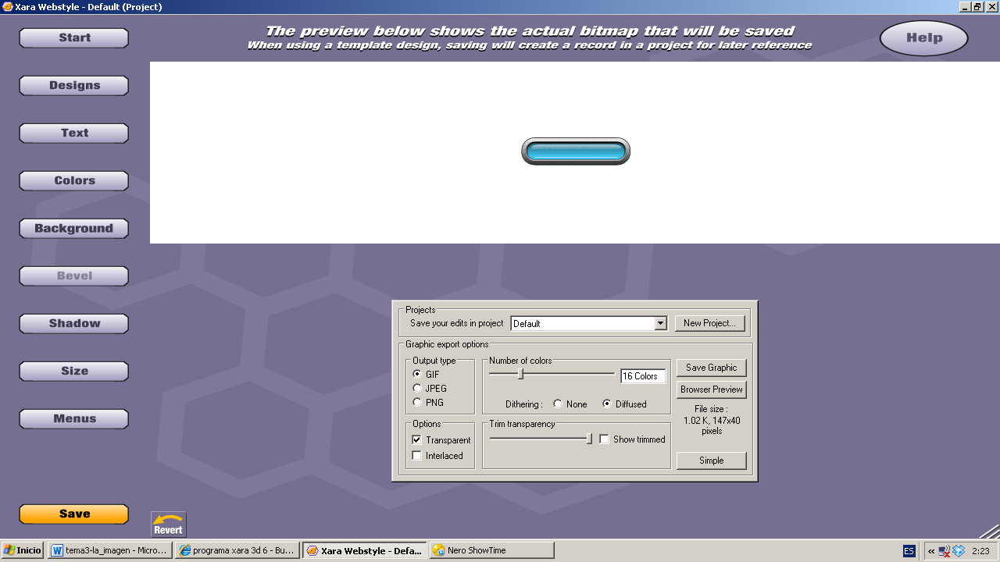 Xara Webstyle - Default (Project)
The preview below shows the actual bitmap that will be saved
When using a template design, saving will create a record in a project for later reference
Help
Start
Designs
Text
Colors
Background
Bevel
Shadow
Size
Menus
Save
Revert
Projects
Save your edits in project
Default
New Project...
Graphic export options
Output type
GIF
JPEG
PNG
Number of colors
16 Colors
Dithering :
None
Diffused
Save Graphic
Browser Preview
File size :
1.02 K, 147x40
pixels
Options
Transparent
Interlaced
Trim transparency
Show trimmed
Simple
Inicio
tema3-la_imagen - Micro...
programa xara 3d 6 - Bu...
Xara Webstyle - Defa...
Nero ShowTime
ES
«
2:23